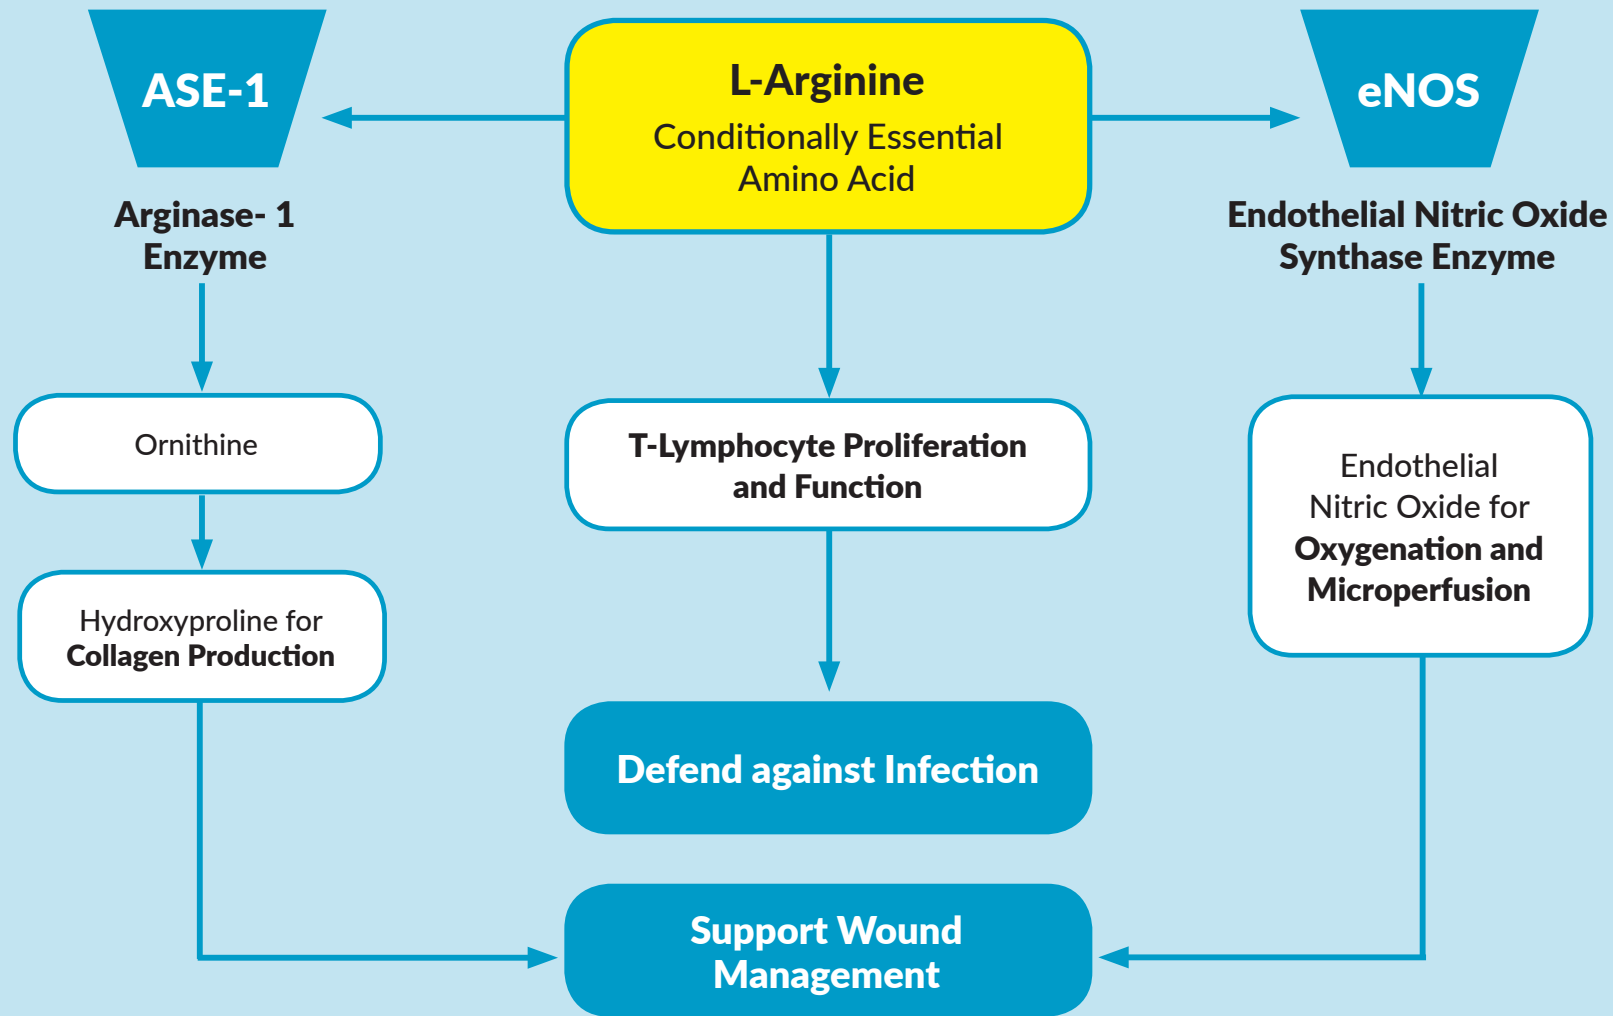 ASE-1
Arginase- 1
Enzyme
Ornithine
Hydroxyproline for
Collagen Production
L-Arginine
Conditionally Essential
Amino Acid
T-Lymphocyte Proliferation
and Function
Defend against Infection
Support Wound
Management
eNOS
Endothelial Nitric Oxide
Synthase Enzyme
Endothelial
Nitric Oxide for
Oxygenation and
Microperfusion